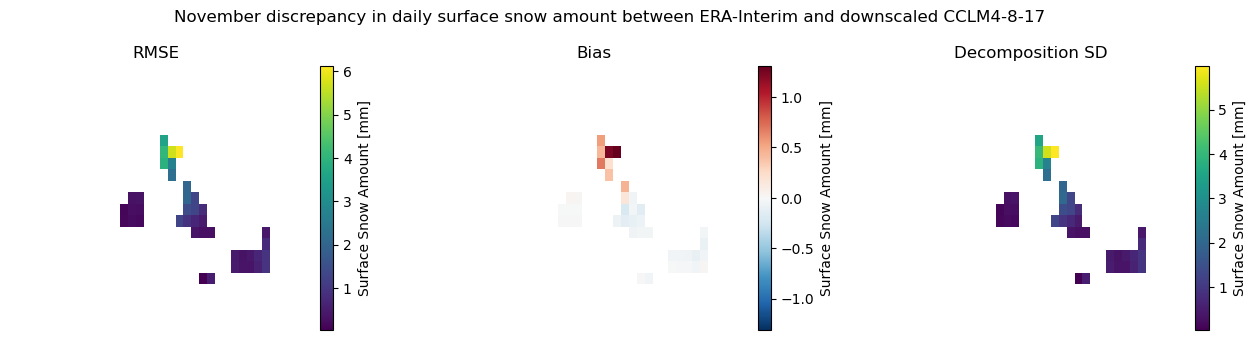 November discrepancy in daily surface snow amount between ERA-Interim and downscaled CCLM4-8-17
RMSE
6
5
4
3
2
1
Surface Snow Amount [mm]
Bias
1.0
0.5
0.0
−0.5
−1.0
Surface Snow Amount [mm]
Decomposition SD
5
4
3
2
1
Surface Snow Amount [mm]